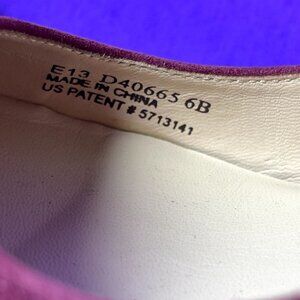 E13 D40665 6B
MADE IN CHINA
US PATENT # 5713141